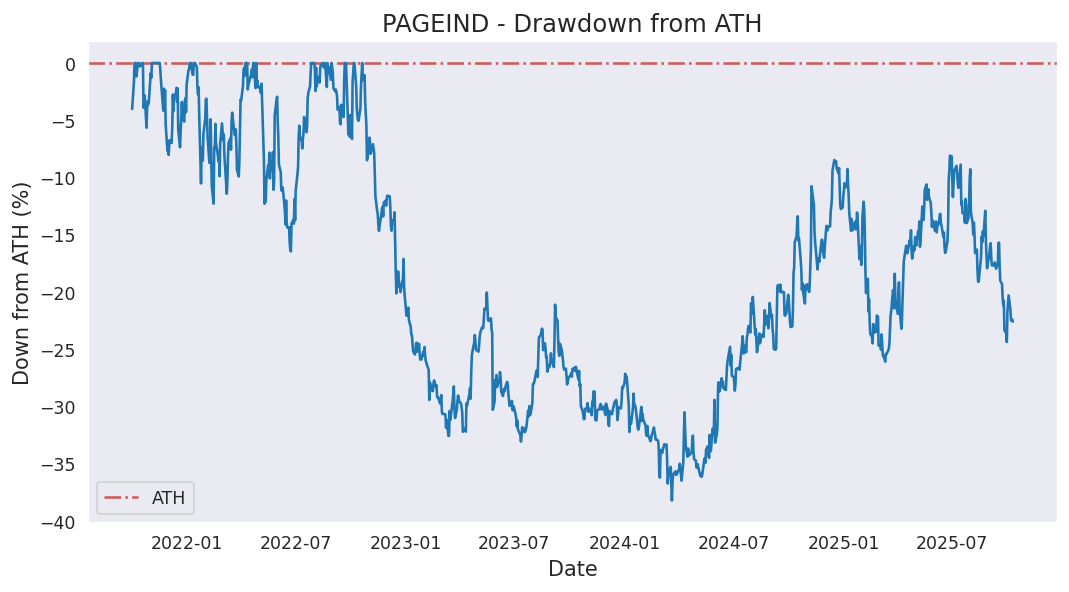 PAGEIND - Drawdown from ATH
Down from ATH (%)
0
−5
−10
−15
−20
−25
−30
−35
−40
ATH
2022-01 2022-07 2023-01 2023-07 2024-01 2024-07 2025-01 2025-07
Date